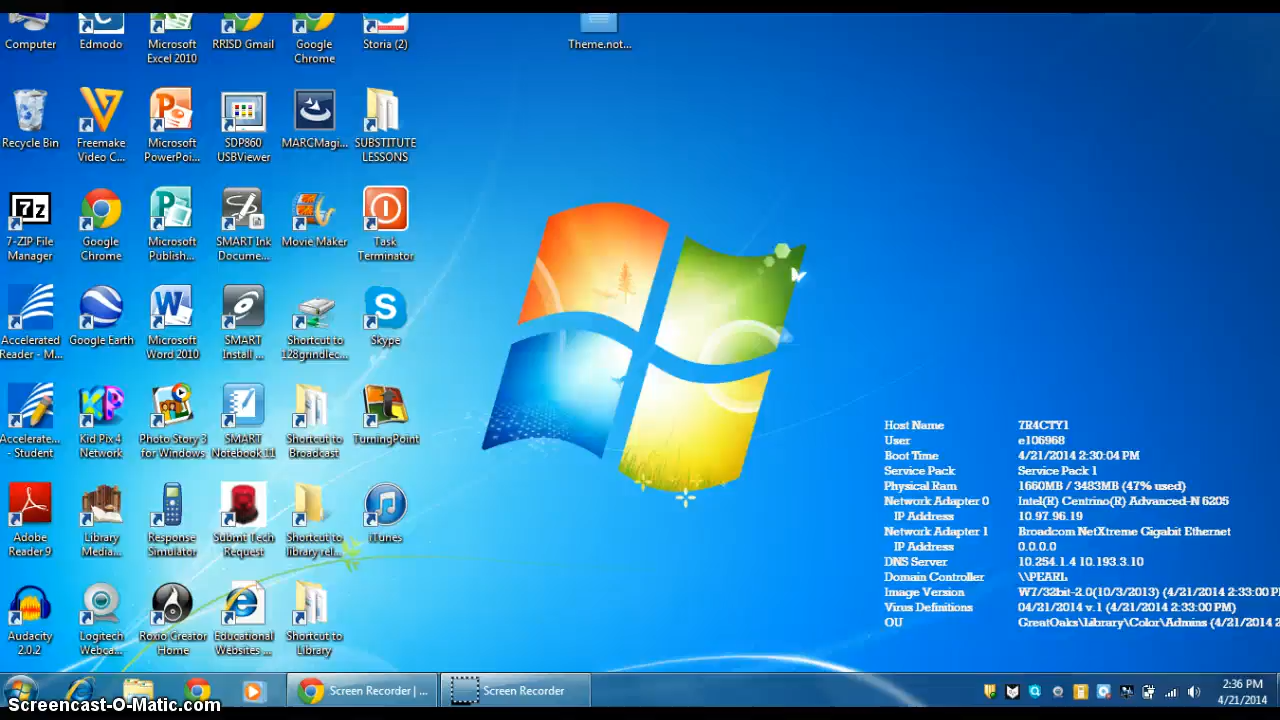 Computer
Edmodo
Microsoft
Excel 2010
RRISD Gmail
Google
Chrome
Storia (2)
Theme.not...
Recycle Bin
Freemake
Video C...
Microsoft
PowerPoi...
SDP860
USBViewer
MARCMagi...
SUBSTITUTE
LESSONS
7-ZIP File
Manager
Google
Chrome
Microsoft
Publish...
SMART Ink
Docume...
Movie Maker
Task
Terminator
Accelerated
Reader - M...
Google Earth
Microsoft
Word 2010
SMART
Install ...
Shortcut to
128grindlec...
Skype
Accelerate...
- Student
Kid Pix 4
Network
Photo Story 3
for Windows
SMART
Notebook 11
Shortcut to
Broadcast
TurningPoint
Adobe
Reader 9
Library
Media...
Response
Simulator
Submit Tech
Request
Shortcut to
library.rel...
iTunes
Audacity
2.0.2
Logitech
Webca...
Roxio Creator
Home
Educational
Websites ...
Shortcut to
Library
Host Name 7R4CTY1
User e106968
Boot Time 4/21/2014 2:30:04 PM
Service Pack Service Pack 1
Physical Ram 1660MB / 3483MB (47% used)
Network Adapter 0 Intel(R) Centrino(R) Advanced-N 6205
IP Address 10.97.96.19
Network Adapter 1 Broadcom NetXtreme Gigabit Ethernet
IP Address 0.0.0.0
DNS Server 10.254.1.4 10.193.3.10
Domain Controller \\PEARL
Image Version W7/32bit-2.0(10/3/2013) (4/21/2014 2:33:00 P
Virus Definitions 04/21/2014 v.1 (4/21/2014 2:33:00 PM)
OU GreatOaks\Library\Color\Admins (4/21/2014 2
Screen Recorder | ...
Screen Recorder
2:36 PM
4/21/2014
Screencast-O-Matic.com